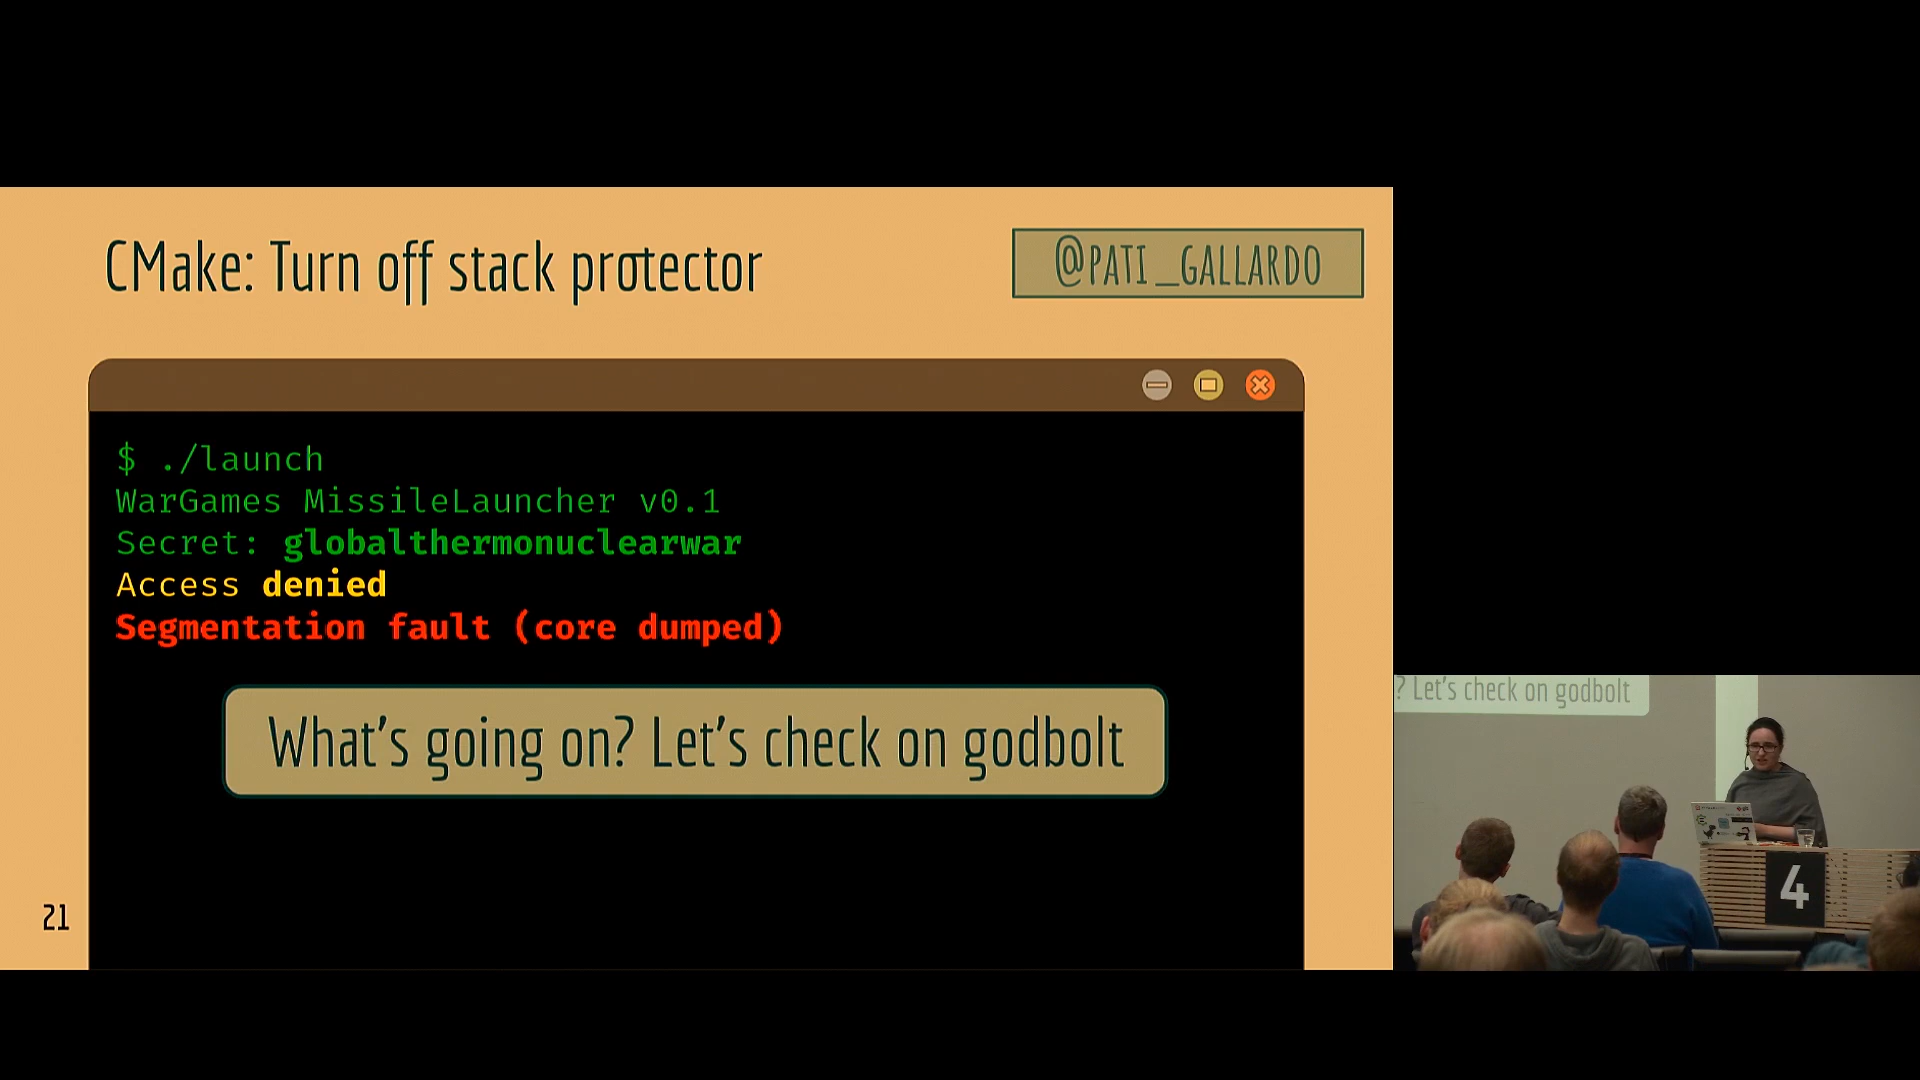 CMake: Turn off stack protector
@PATI_GALLARDO
$ ./launch
WarGames MissileLauncher v0.1
Secret: globalthermonuclearwar
Access denied
Segmentation fault (core dumped)
What's going on? Let's check on godbolt
21
? Let's check on godbolt
4